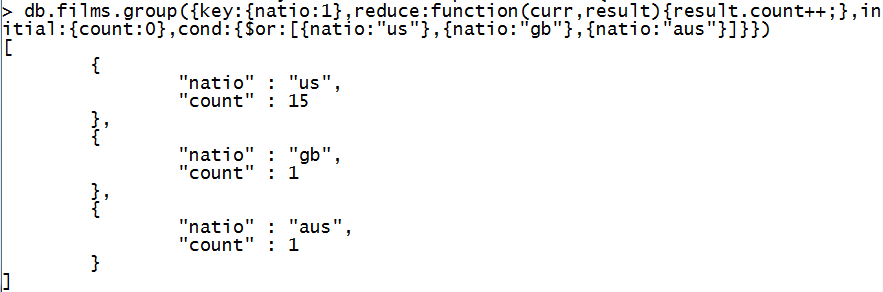 > db.films.group({key:{natio:1},reduce:function(curr,result){result.count++;},in
itial:{count:0},cond:{$or:[{natio:"us"},{natio:"gb"},{natio:"aus"}]}})
[
{
"natio" : "us",
"count" : 15
},
{
"natio" : "gb",
"count" : 1
},
{
"natio" : "aus",
"count" : 1
}
]